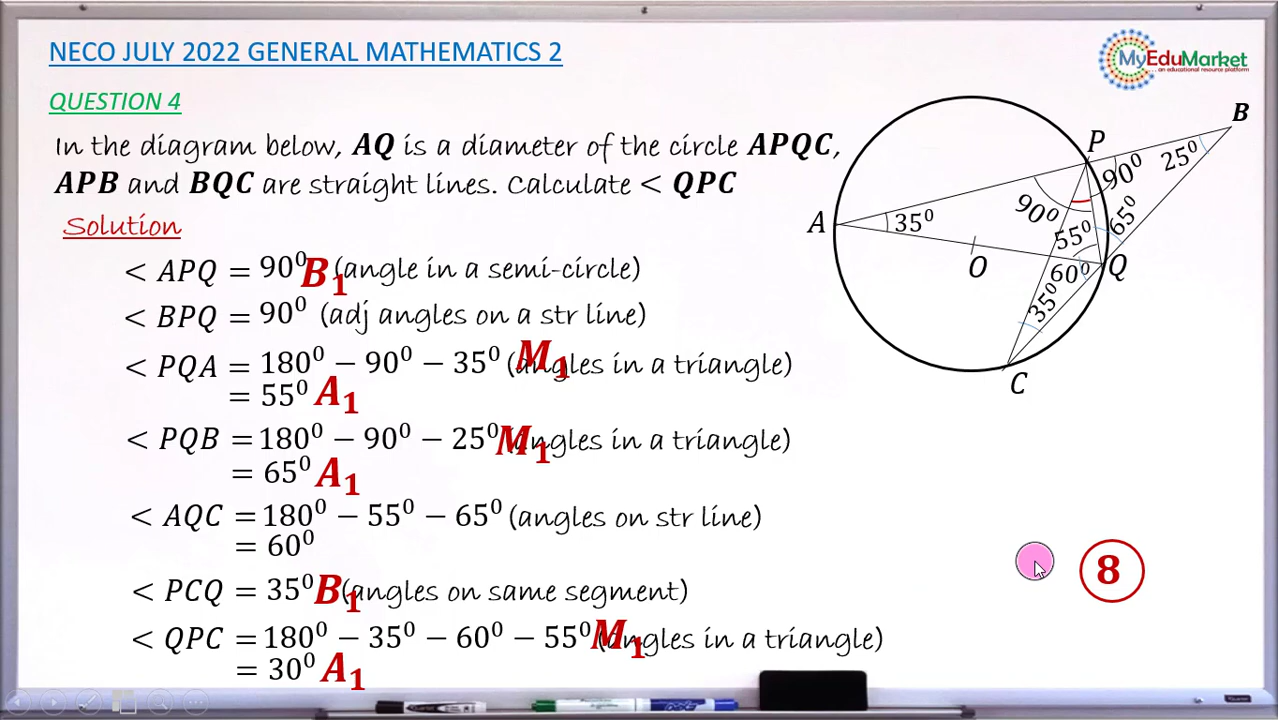 NECO JULY 2022 GENERAL MATHEMATICS 2
MyEduMarket
... an educational resource platform
QUESTION 4
In the diagram below, AQ is a diameter of the circle APQC,
APB and BQC are straight lines. Calculate < QPC
Solution
< APQ = 90⁰ B₁ (angle in a semi-circle)
< BPQ = 90⁰ (adj angles on a str line)
< PQA = 180⁰ − 90⁰ − 35⁰ M₁ (angles in a triangle)
= 55⁰ A₁
< PQB = 180⁰ − 90⁰ − 25⁰ M₁ (angles in a triangle)
= 65⁰ A₁
< AQC = 180⁰ − 55⁰ − 65⁰ (angles on str line)
= 60⁰
< PCQ = 35⁰ B₁ (angles on same segment)
< QPC = 180⁰ − 35⁰ − 60⁰ − 55⁰ M₁ (angles in a triangle)
= 30⁰ A₁
B
P
25⁰
90⁰
A
35⁰
90⁰
65⁰
55⁰
O
60⁰
Q
35⁰
C
8